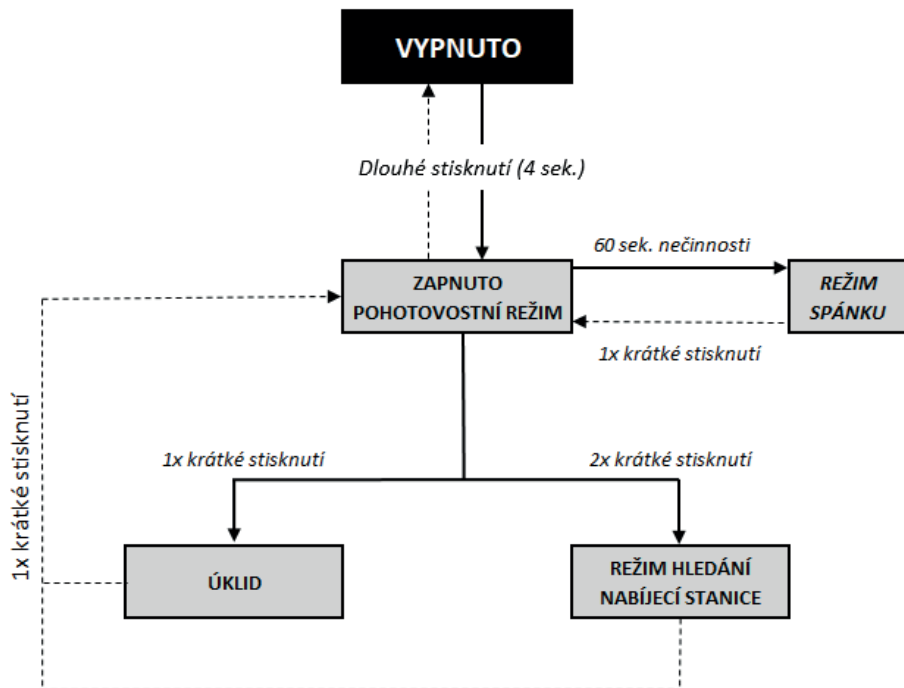 VYPNUTO
Dlouhé stisknutí (4 sek.)
60 sek. nečinnosti
ZAPNUTO
POHOTOVOSTNÍ REŽIM
REŽIM
SPÁNKU
1x krátké stisknutí
1x krátké stisknutí
1x krátké stisknutí
2x krátké stisknutí
ÚKLID
REŽIM HLEDÁNÍ
NABÍJECÍ STANICE